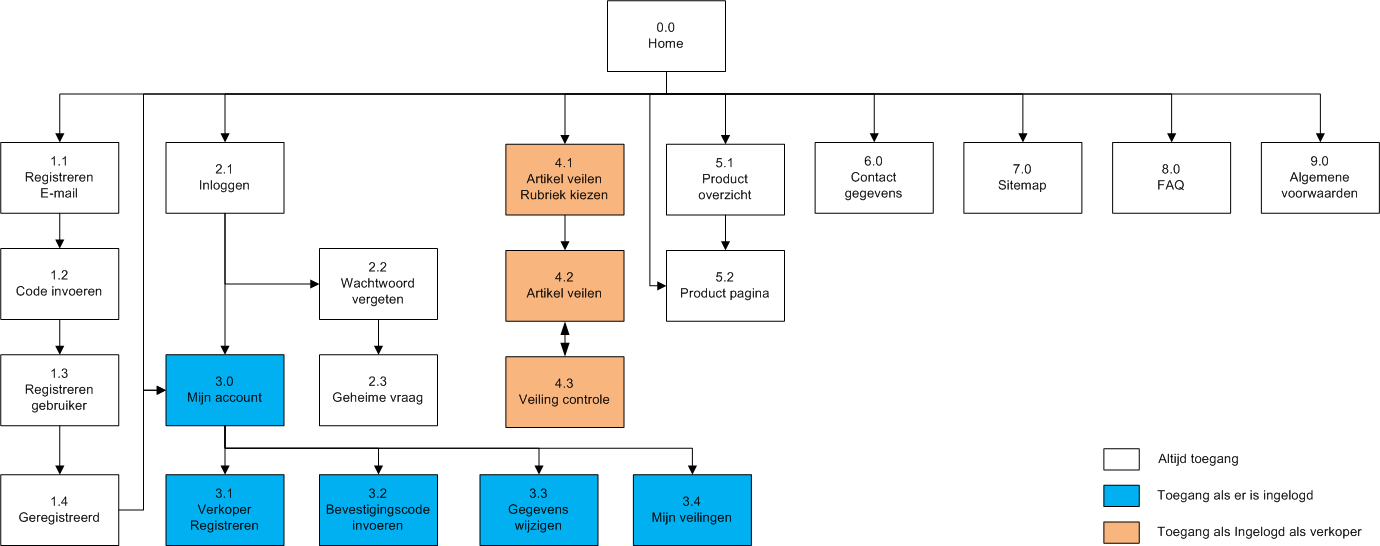 0.0
Home
1.1
Registreren
E-mail
2.1
Inloggen
4.1
Artikel veilen
Rubriek kiezen
5.1
Product
overzicht
6.0
Contact
gegevens
7.0
Sitemap
8.0
FAQ
9.0
Algemene
voorwaarden
1.2
Code invoeren
2.2
Wachtwoord
vergeten
4.2
Artikel veilen
5.2
Product pagina
1.3
Registreren
gebruiker
3.0
Mijn account
2.3
Geheime vraag
4.3
Veiling controle
1.4
Geregistreerd
3.1
Verkoper
Registreren
3.2
Bevestigingscode
invoeren
3.3
Gegevens
wijzigen
3.4
Mijn veilingen
Altijd toegang
Toegang als er is ingelogd
Toegang als Ingelogd als verkoper